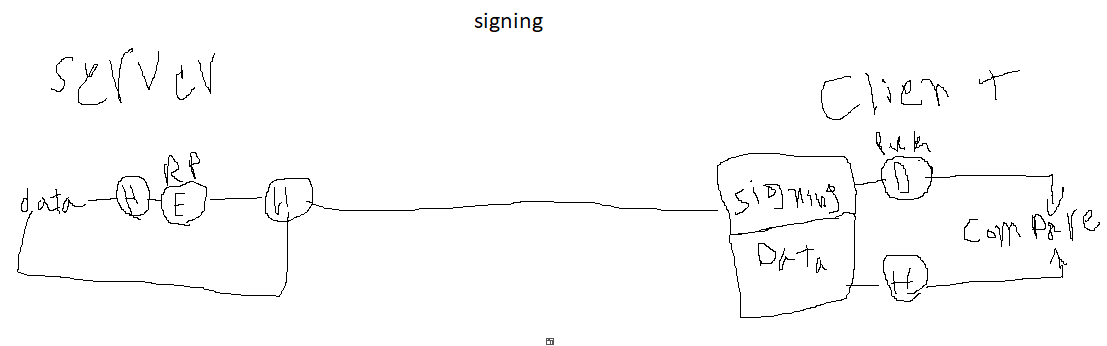 signing
server
Client
data
H
E
D
signing
Data
H
Compare